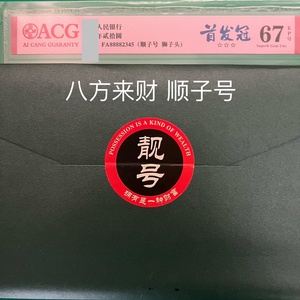 ACG
AI CANG GUARANTY
人民银行
贰拾圆
FA88882345（顺子号 狮子头）
首发冠
☆☆☆
67 EPQ
Superb Gem Unc
八方来财 顺子号
POSSESSION IS A KIND OF WEALTH
靓号
拥有是一种财富